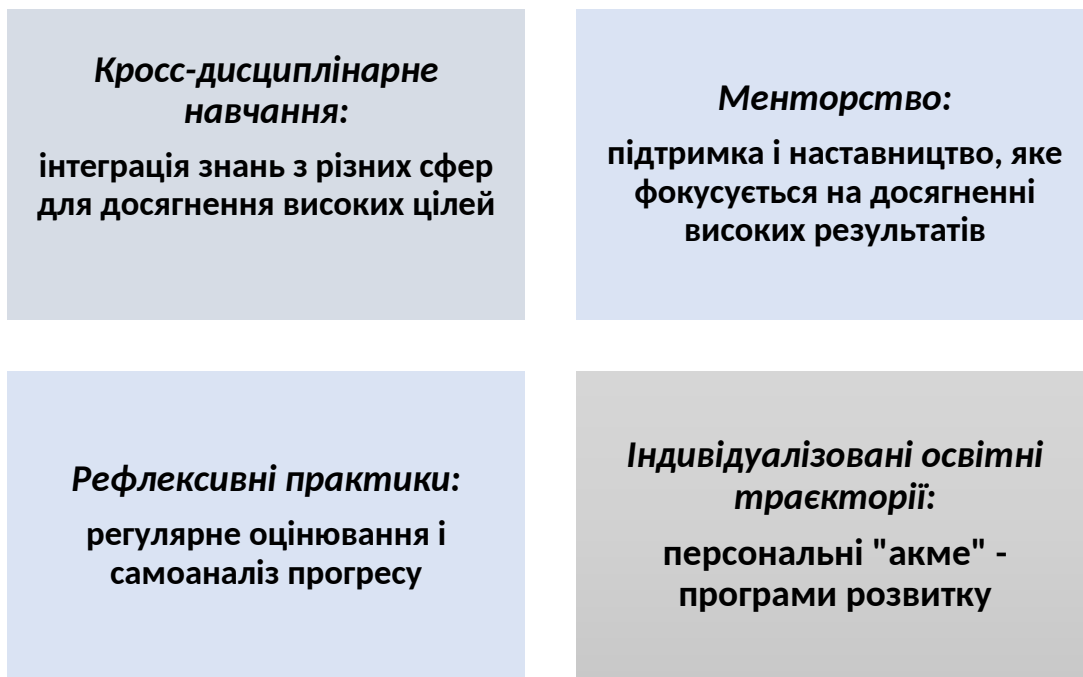 Кросс-дисциплінарне
навчання:
інтеграція знань з різних сфер
для досягнення високих цілей
Менторство:
підтримка і наставництво, яке
фокусується на досягненні
високих результатів
Рефлексивні практики:
регулярне оцінювання і
самоаналіз прогресу
Індивідуалізовані освітні
траєкторії:
персональні "акме" -
програми розвитку